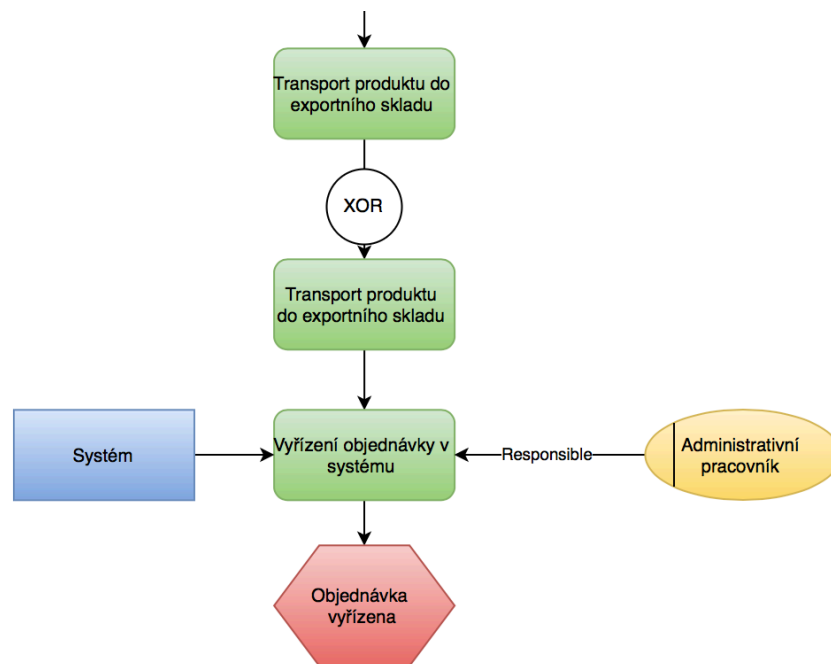 Transport produktu do
exportního skladu
XOR
Transport produktu
do exportního skladu
Systém
Vyřízení objednávky v
systému
Responsible
Administrativní
pracovník
Objednávka
vyřízena